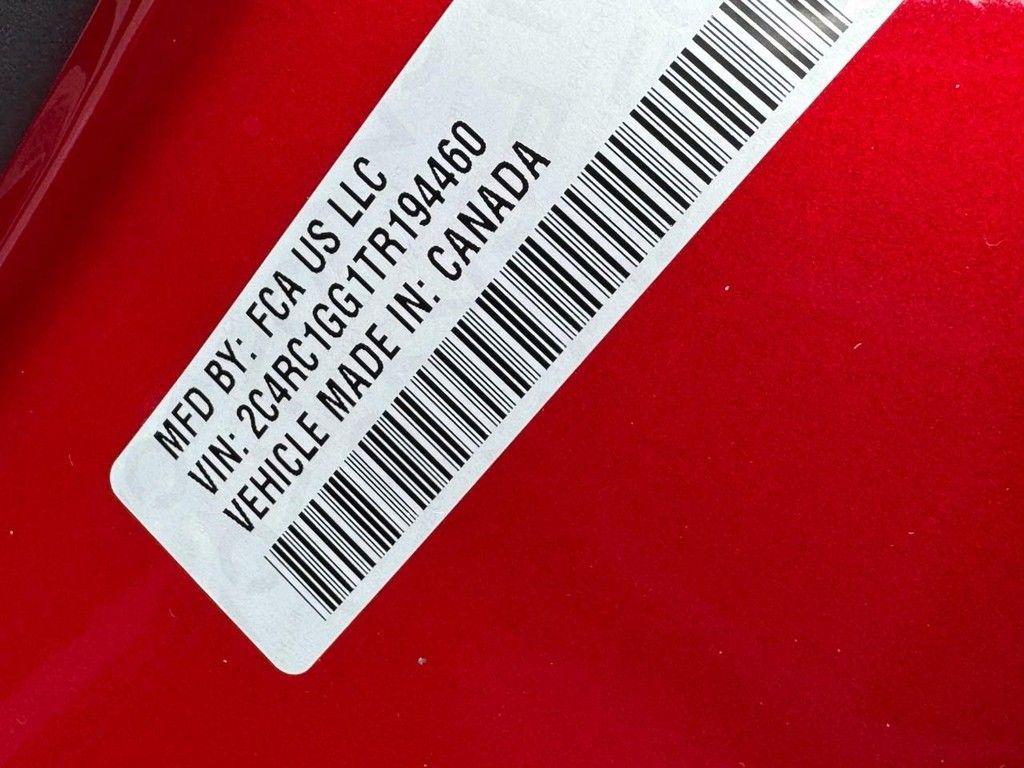 MFD BY: FCA US LLC
VIN: 2C4RC1GG1TR194460
VEHICLE MADE IN: CANADA